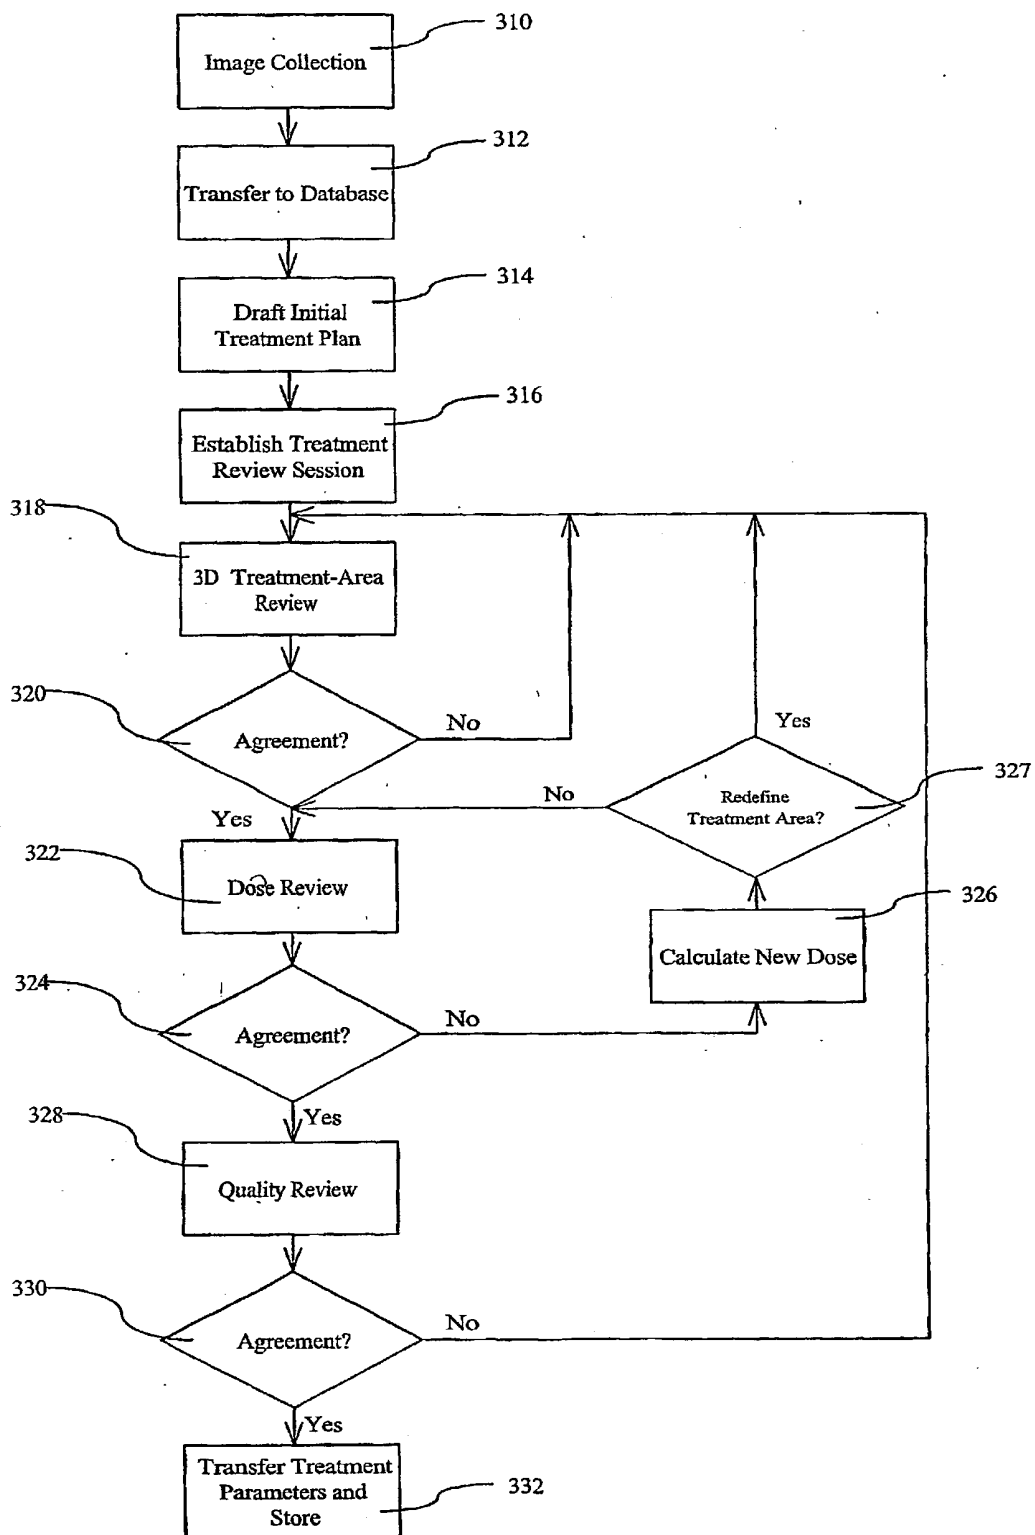 310
Image Collection
312
Transfer to Database
314
Draft Initial
Treatment Plan
316
Establish Treatment
Review Session
318
3D Treatment-Area
Review
320
Agreement?
No
Yes
Redefine
Treatment Area?
327
No
Yes
322
Dose Review
326
Calculate New Dose
324
Agreement?
No
Yes
328
Quality Review
330
Agreement?
No
Yes
Transfer Treatment
Parameters and
Store
332